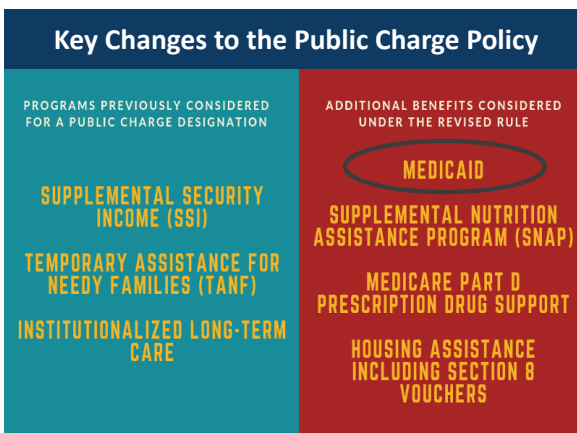 Key Changes to the Public Charge Policy
PROGRAMS PREVIOUSLY CONSIDERED
FOR A PUBLIC CHARGE DESIGNATION
SUPPLEMENTAL SECURITY
INCOME (SSI)
TEMPORARY ASSISTANCE FOR
NEEDY FAMILIES (TANF)
INSTITUTIONALIZED LONG-TERM
CARE
ADDITIONAL BENEFITS CONSIDERED
UNDER THE REVISED RULE
MEDICAID
SUPPLEMENTAL NUTRITION
ASSISTANCE PROGRAM (SNAP)
MEDICARE PART D
PRESCRIPTION DRUG SUPPORT
HOUSING ASSISTANCE
INCLUDING SECTION 8
VOUCHERS